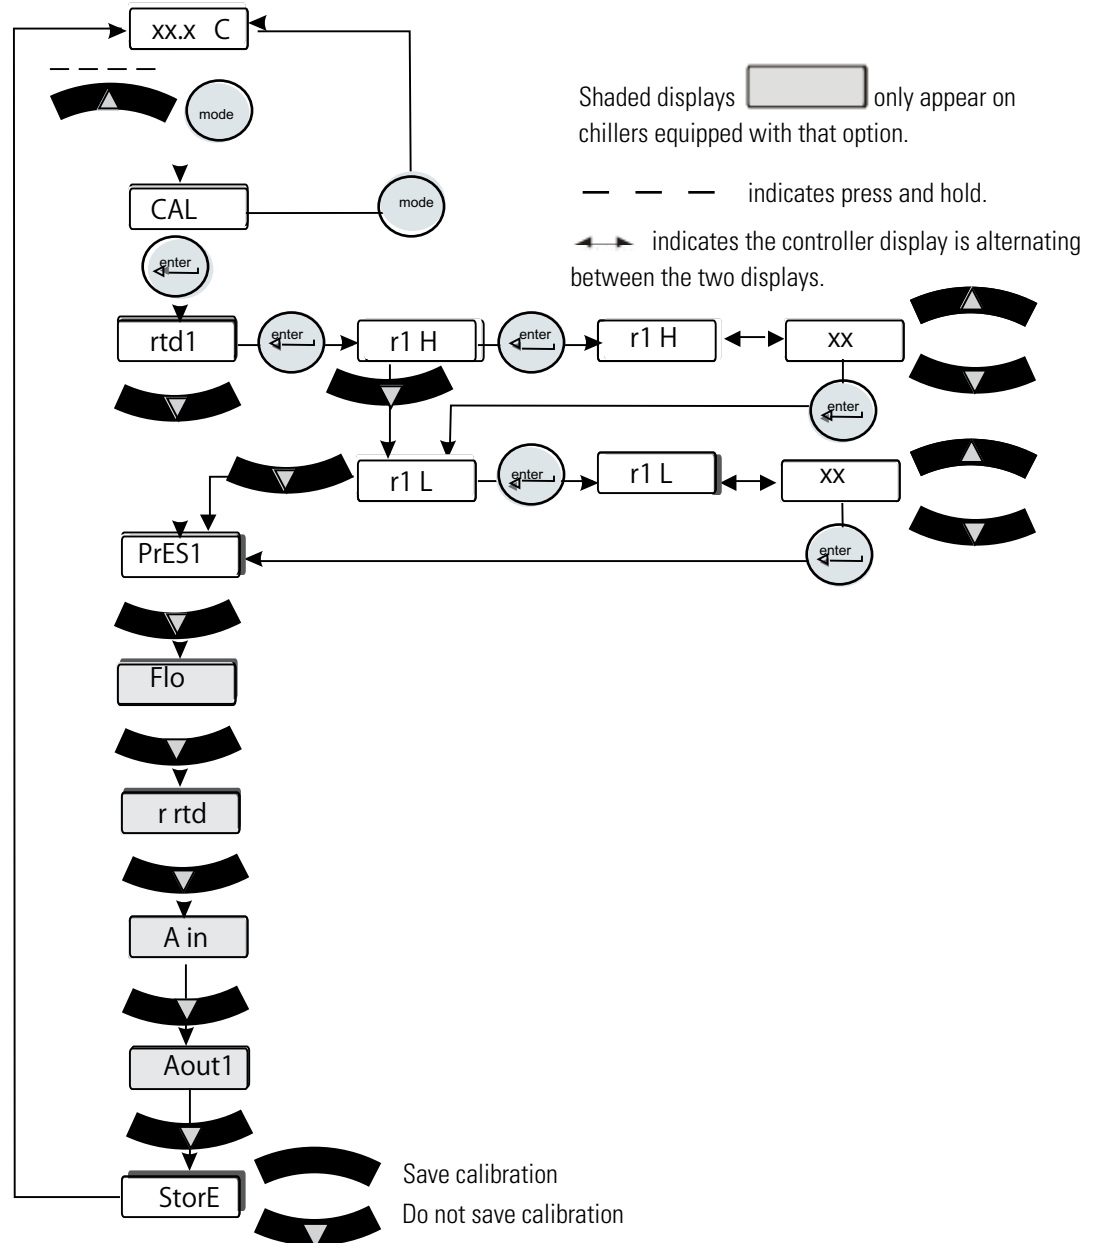 xx.x C
mode
Shaded displays only appear on
chillers equipped with that option.
indicates press and hold.
CAL
mode
indicates the controller display is alternating
between the two displays.
enter
rtd1
enter
r1 H
enter
r1 H
xx
enter
r1 L
enter
r1 L
xx
PrES1
enter
Flo
r rtd
A in
Aout1
StorE
Save calibration
Do not save calibration